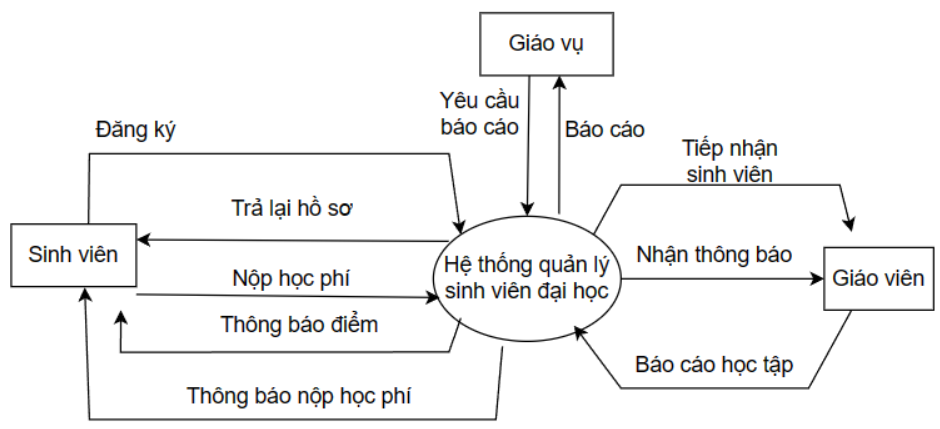 Giáo vụ
Yêu cầu
báo cáo
Báo cáo
Đăng ký
Tiếp nhận
sinh viên
Trả lại hồ sơ
Sinh viên
Hệ thống quản lý
sinh viên đại học
Nhận thông báo
Giáo viên
Nộp học phí
Thông báo điểm
Báo cáo học tập
Thông báo nộp học phí